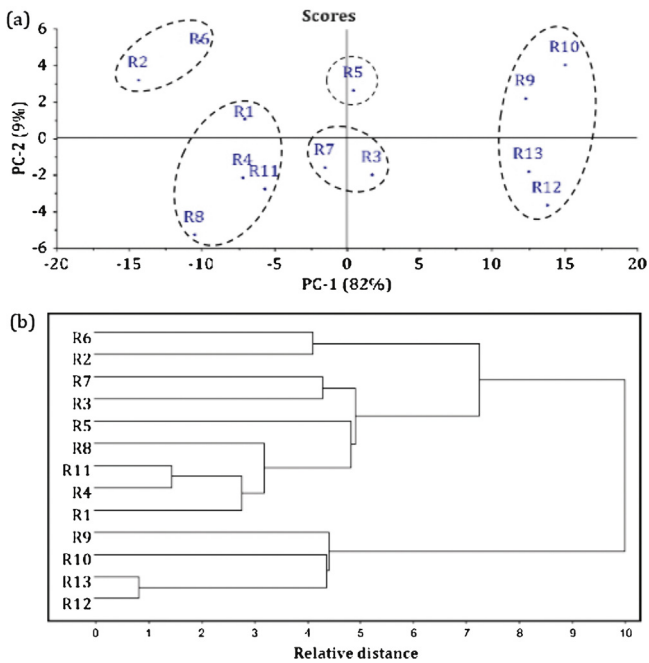 (a)
Scores
6
4
2
0
-2
-4
-6
PC-2 (9%)
R6
R2
R5
R10
R9
R1
R7
R3
R4
R11
R13
R12
R8
-20
-15
-10
-5
0
5
10
15
20
PC-1 (82%)
(b)
R6
R2
R7
R3
R5
R8
R11
R4
R1
R9
R10
R13
R12
0
1
2
3
4
5
6
7
8
9
10
Relative distance